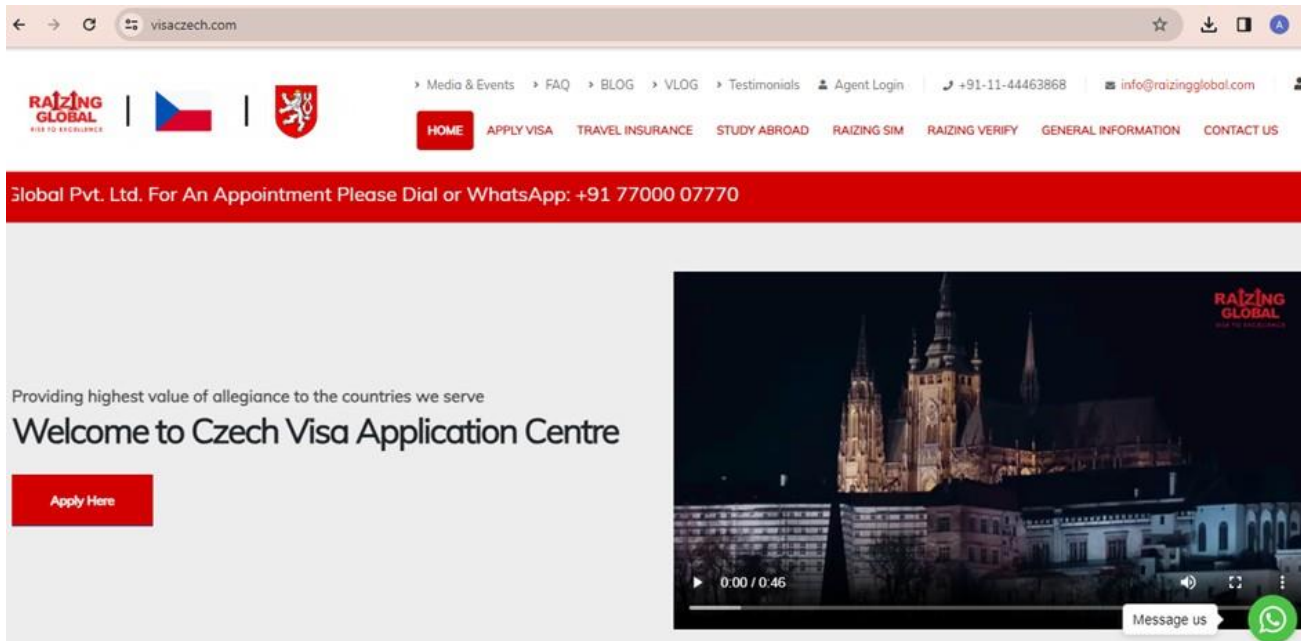 visaczech.com
A
RAIZING
GLOBAL
RISE TO EXCELLENCE
Media & Events FAQ BLOG VLOG Testimonials Agent Login +91-11-44463868 info@raizingglobal.com
HOME APPLY VISA TRAVEL INSURANCE STUDY ABROAD RAIZING SIM RAIZING VERIFY GENERAL INFORMATION CONTACT US
Global Pvt. Ltd. For An Appointment Please Dial or WhatsApp: +91 77000 07770
RAIZING
GLOBAL
RISE TO EXCELLENCE
Providing highest value of allegiance to the countries we serve
Welcome to Czech Visa Application Centre
Apply Here
0:00 / 0:46
Message us